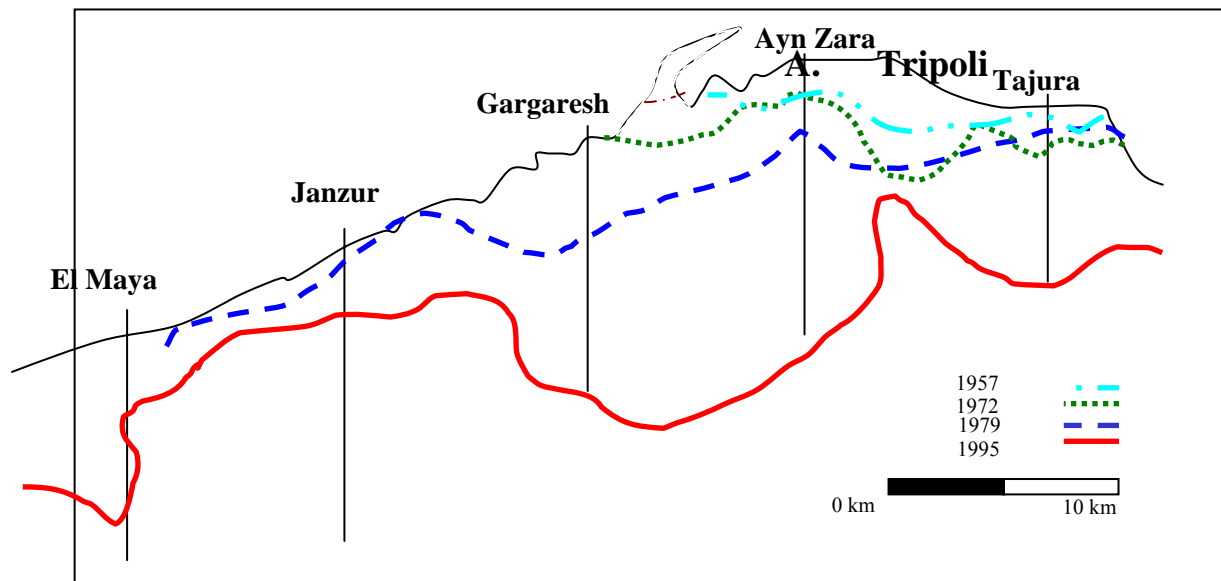 Ayn Zara
A. Tripoli
Tajura
Gargaresh
Janzur
El Maya
1957
1972
1979
1995
0 km 10 km